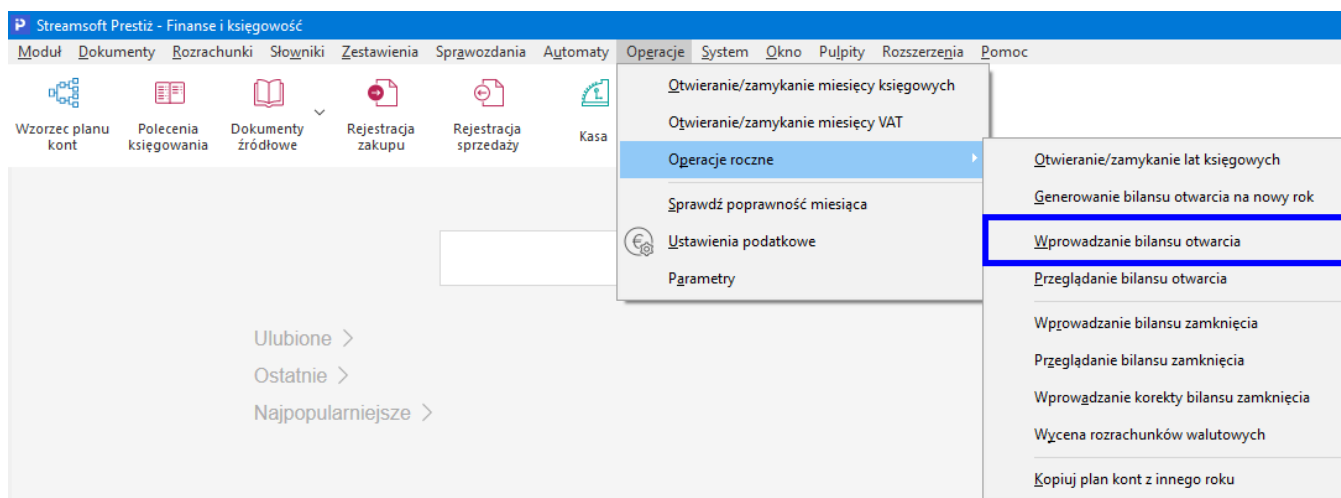 Streamsoft Prestiż - Finanse i księgowość
Moduł Dokumenty Rozrachunki Słowniki Zestawienia Sprawozdania Automaty Operacje System Okno Pulpity Rozszerzenia Pomoc
Wzorzec planu kont
Polecenia księgowania
Dokumenty źródłowe
Rejestracja zakupu
Rejestracja sprzedaży
Kasa
Otwieranie/zamykanie miesięcy księgowych
Otwieranie/zamykanie miesięcy VAT
Operacje roczne
Sprawdź poprawność miesiąca
Ustawienia podatkowe
Parametry
Otwieranie/zamykanie lat księgowych
Generowanie bilansu otwarcia na nowy rok
Wprowadzanie bilansu otwarcia
Przeglądanie bilansu otwarcia
Wprowadzanie bilansu zamknięcia
Przeglądanie bilansu zamknięcia
Wprowadzanie korekty bilansu zamknięcia
Wycena rozrachunków walutowych
Kopiuj plan kont z innego roku
Ulubione
Ostatnie
Najpopularniejsze